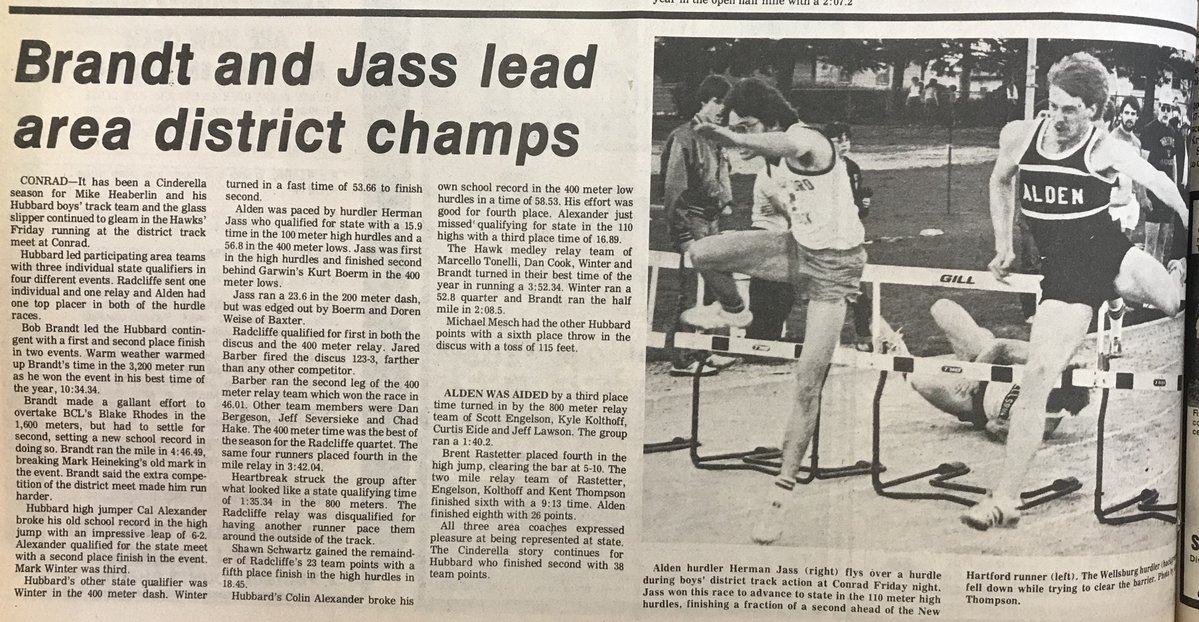 year in the open half mile with a 2:07.2
Brandt and Jass lead
area district champs
CONRAD—It has been a Cinderella
season for Mike Heaberlin and his
Hubbard boys' track team and the glass
slipper continued to gleam in the Hawks'
Friday running at the district track
meet at Conrad.
Hubbard led participating area teams
with three individual state qualifiers in
four different events. Radcliffe sent one
individual and one relay and Alden had
one top placer in both of the hurdle
races.
Bob Brandt led the Hubbard contin-
gent with a first and second place finish
in two events. Warm weather warmed
up Brandt's time in the 3,200 meter run
as he won the event in his best time of
the year, 10:34.34.
Brandt made a gallant effort to
overtake BCL's Blake Rhodes in the
1,600 meters, but had to settle for
second, setting a new school record in
doing so. Brandt ran the mile in 4:46.49,
breaking Mark Heineking's old mark in
the event. Brandt said the extra compe-
tition of the district meet made him run
harder.
Hubbard high jumper Cal Alexander
broke his old school record in the high
jump with an impressive leap of 6-2.
Alexander qualified for the state meet
with a second place finish in the event.
Mark Winter was third.
Hubbard's other state qualifier was
Winter in the 400 meter dash. Winter
turned in a fast time of 53.66 to finish
second.
Alden was paced by hurdler Herman
Jass who qualified for state with a 15.9
time in the 100 meter high hurdles and a
56.8 in the 400 meter lows. Jass was first
in the high hurdles and finished second
behind Garwin's Kurt Boerm in the 400
meter lows.
Jass ran a 23.6 in the 200 meter dash,
but was edged out by Boerm and Doren
Weise of Baxter.
Radcliffe qualified for first in both the
discus and the 400 meter relay. Jared
Barber fired the discus 123-3, farther
than any other competitor.
Barber ran the second leg of the 400
meter relay team which won the race in
46.01. Other team members were Dan
Bergeson, Jeff Seversieke and Chad
Hake. The 400 meter time was the best of
the season for the Radcliffe quartet. The
same four runners placed fourth in the
mile relay in 3:42.04.
Heartbreak struck the group after
what looked like a state qualifying time
of 1:35.34 in the 800 meters. The
Radcliffe relay was disqualified for
having another runner pace them
around the outside of the track.
Shawn Schwartz gained the remaind-
er of Radcliffe's 23 team points with a
fifth place finish in the high hurdles in
18.45.
Hubbard's Colin Alexander broke his
own school record in the 400 meter low
hurdles in a time of 58.53. His effort was
good for fourth place. Alexander just
missed qualifying for state in the 110
highs with a third place time of 16.89.
The Hawk medley relay team of
Marcello Tonelli, Dan Cook, Winter and
Brandt turned in their best time of the
year in running a 3:52.34. Winter ran a
52.8 quarter and Brandt ran the half
mile in 2:08.5.
Michael Mesch had the other Hubbard
points with a sixth place throw in the
discus with a toss of 115 feet.
ALDEN WAS AIDED by a third place
time turned in by the 800 meter relay
team of Scott Engelson, Kyle Kolthoff,
Curtis Eide and Jeff Lawson. The group
ran a 1:40.2.
Brent Rastetter placed fourth in the
high jump, clearing the bar at 5-10. The
two mile relay team of Rastetter,
Engelson, Kolthoff and Kent Thompson
finished sixth with a 9:13 time. Alden
finished eighth with 26 points.
All three area coaches expressed
pleasure at being represented at state.
The Cinderella story continues for
Hubbard who finished second with 38
team points.
ALDEN
GILL
Alden hurdler Herman Jass (right) flys over a hurdle
during boys' district track action at Conrad Friday night.
Jass won this race to advance to state in the 110 meter high
hurdles, finishing a fraction of a second ahead of the New
Hartford runner (left). The Wellsburg hurdler
fell down while trying to clear the barrier. Photo
Thompson.